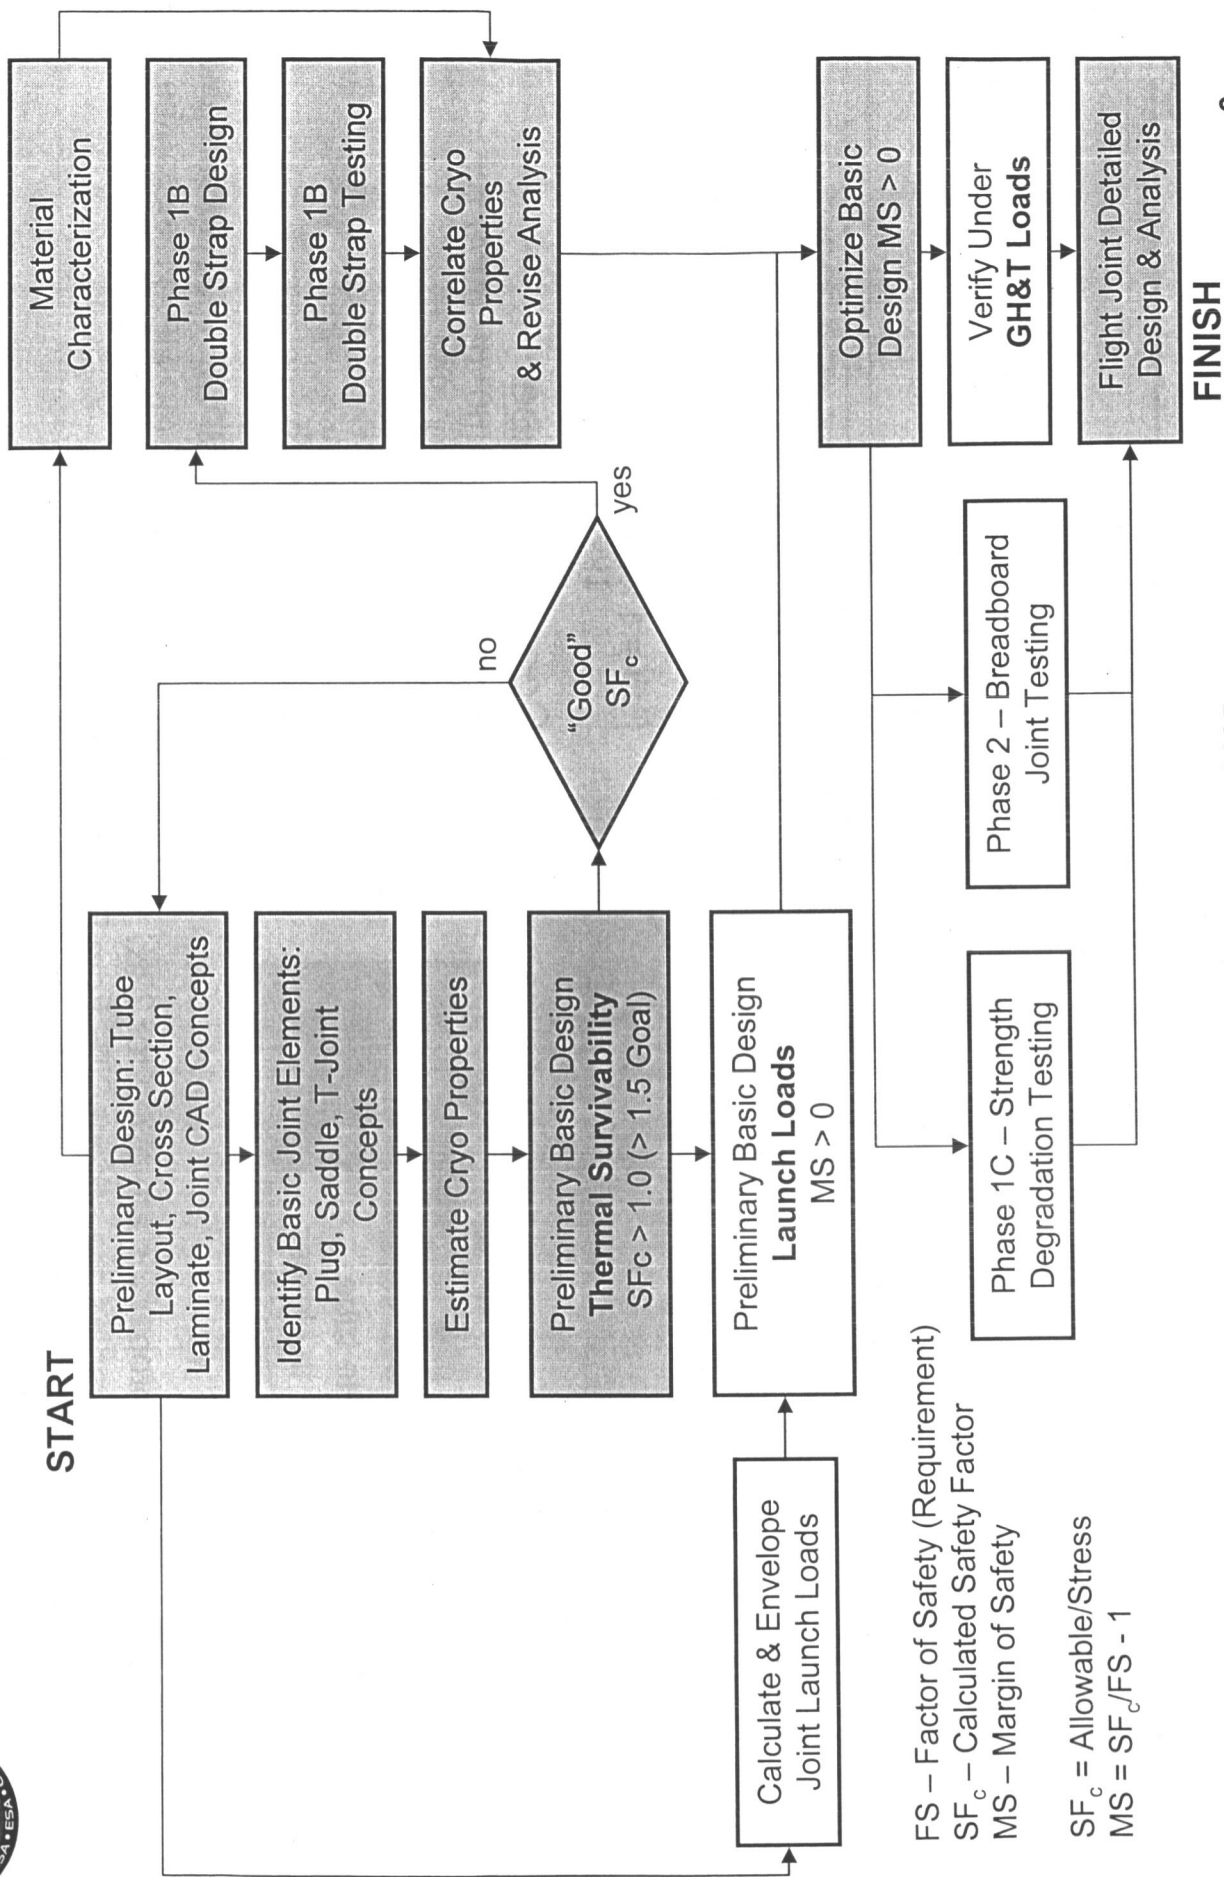 START
Preliminary Design: Tube
Layout, Cross Section,
Laminate, Joint CAD Concepts
Identify Basic Joint Elements:
Plug, Saddle, T-Joint
Concepts
Estimate Cryo Properties
Preliminary Basic Design
Thermal Survivability
SFc > 1.0 (> 1.5 Goal)
Preliminary Basic Design
Launch Loads
MS > 0
Calculate & Envelope
Joint Launch Loads
no
"Good"
SFc
yes
Material
Characterization
Phase 1B
Double Strap Design
Phase 1B
Double Strap Testing
Correlate Cryo
Properties
& Revise Analysis
Optimize Basic
Design MS > 0
Verify Under
GH&T Loads
Flight Joint Detailed
Design & Analysis
FINISH
Phase 2 – Breadboard
Joint Testing
Phase 1C – Strength
Degradation Testing
FS – Factor of Safety (Requirement)
SFc – Calculated Safety Factor
MS – Margin of Safety
SFc = Allowable/Stress
MS = SFc/FS - 1
ESA